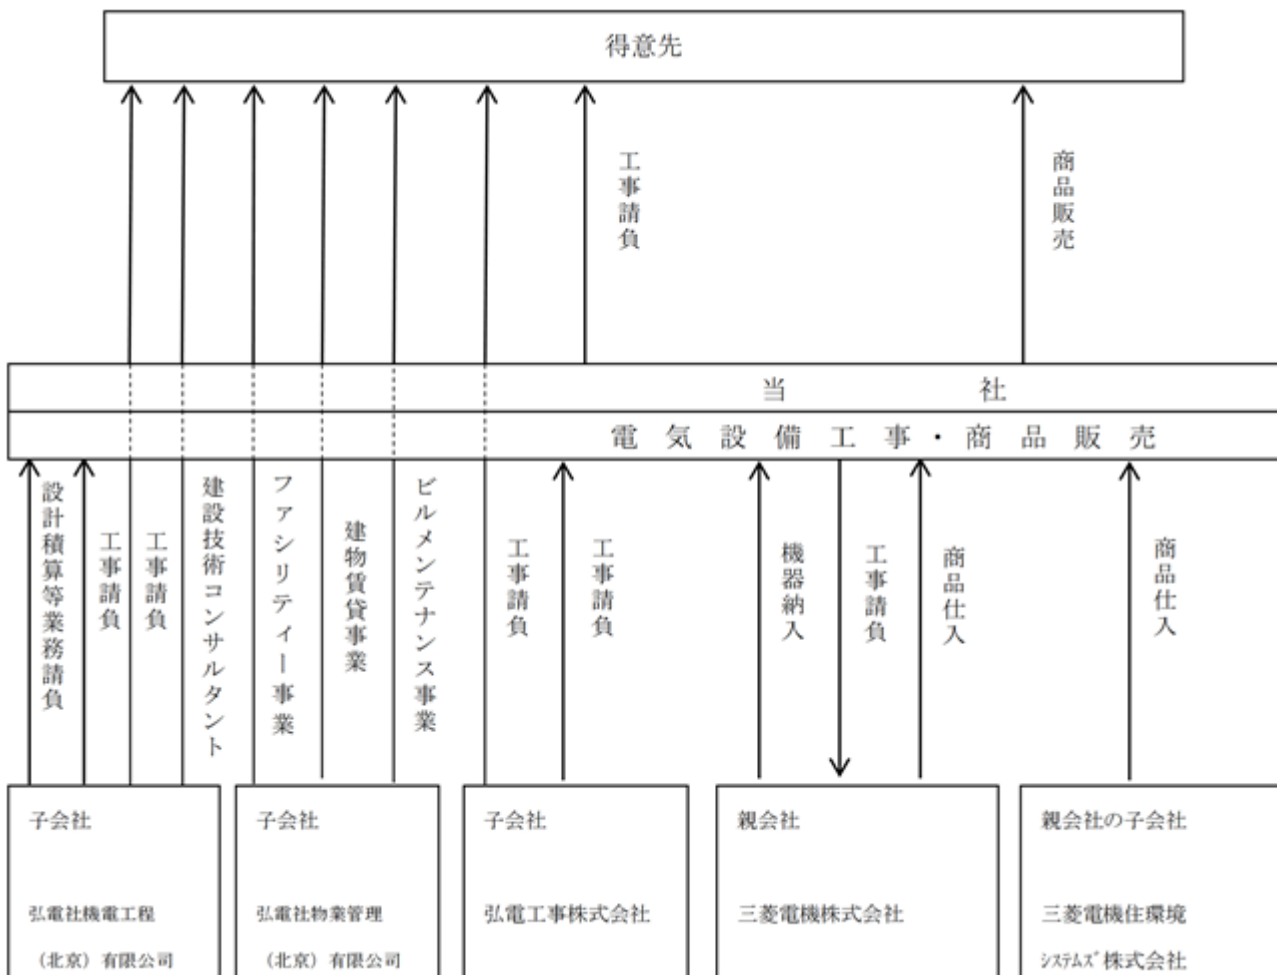 得意先
工事請負
商品販売
当社
電気設備工事・商品販売
設計積算等業務請負
工事請負
工事請負
建設技術コンサルタント
ファシリティー事業
建物賃貸事業
ビルメンテナンス事業
工事請負
工事請負
機器納入
工事請負
商品仕入
商品仕入
子会社
弘電社機電工程
（北京）有限公司
子会社
弘電社物業管理
（北京）有限公司
子会社
弘電工事株式会社
親会社
三菱電機株式会社
親会社の子会社
三菱電機住環境
ｼｽﾃﾑｽﾞ株式会社